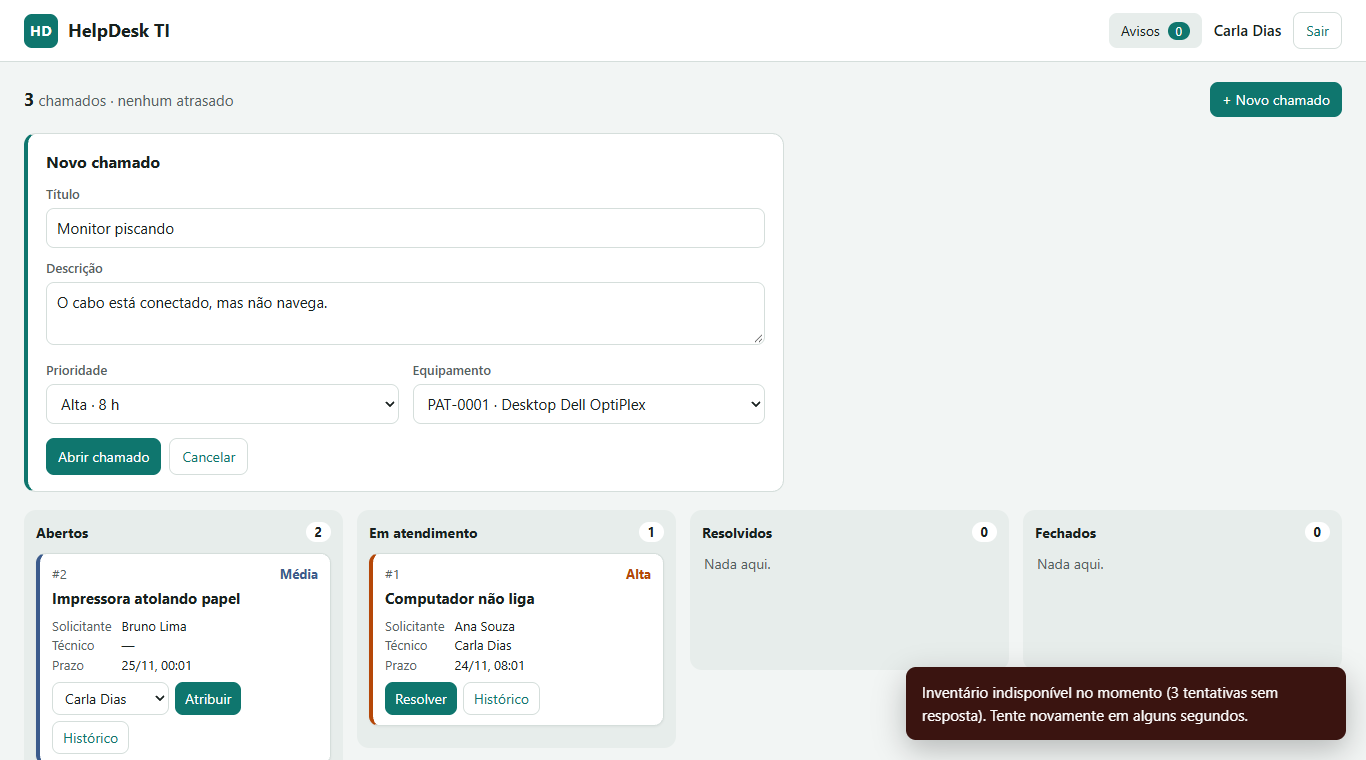 HD HelpDesk TI
Avisos 0 Carla Dias Sair
3 chamados · nenhum atrasado
+ Novo chamado
Novo chamado
Título
Monitor piscando
Descrição
O cabo está conectado, mas não navega.
Prioridade
Alta · 8 h
Equipamento
PAT-0001 · Desktop Dell OptiPlex
Abrir chamado
Cancelar
Abertos 2
#2 Média
Impressora atolando papel
Solicitante Bruno Lima
Técnico —
Prazo 25/11, 00:01
Carla Dias Atribuir
Histórico
Em atendimento 1
#1 Alta
Computador não liga
Solicitante Ana Souza
Técnico Carla Dias
Prazo 24/11, 08:01
Resolver Histórico
Resolvidos 0
Nada aqui.
Fechados 0
Nada aqui.
Inventário indisponível no momento (3 tentativas sem
resposta). Tente novamente em alguns segundos.